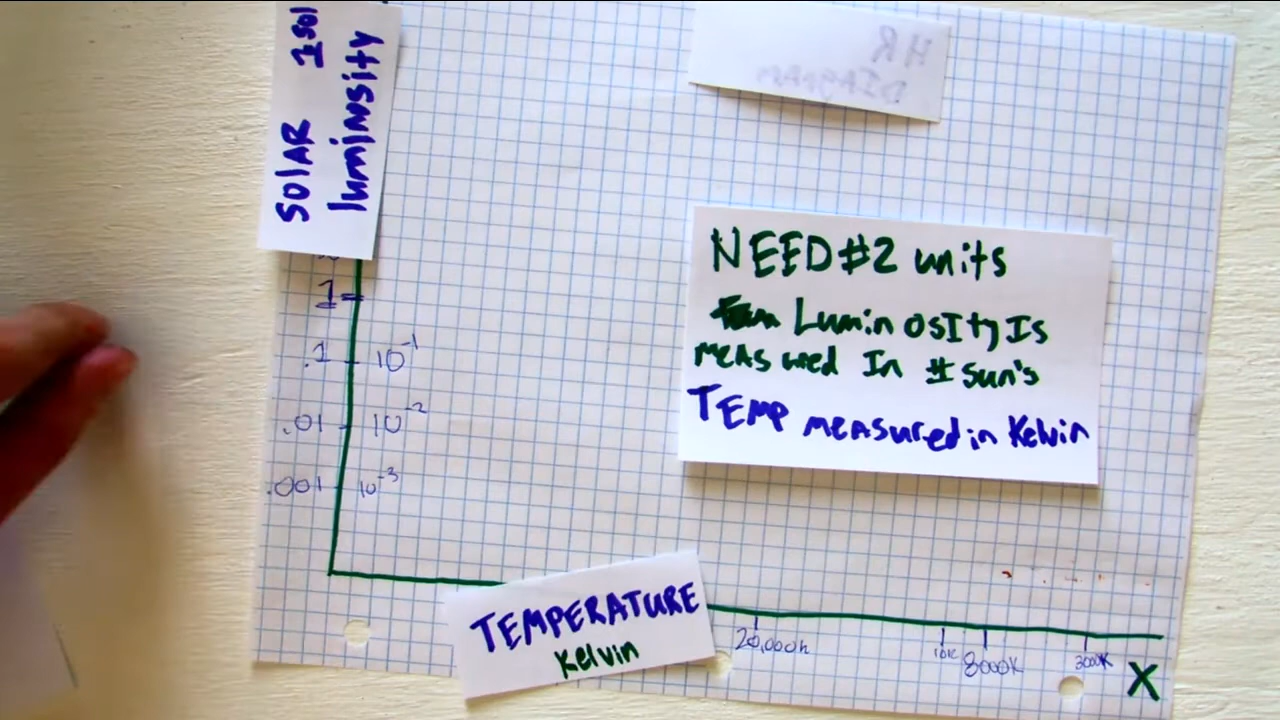 SOLAR 1sol
luminosity
HR
DIAGRAM
NEED #2 units
LuminosIty Is
meAsured In # Sun's
TEMP meAsured in Kelvin
1
.1 10⁻¹
.01 10⁻²
.001 10⁻³
TEMPERATURE
Kelvin
20,000k
8000K
3000K
X